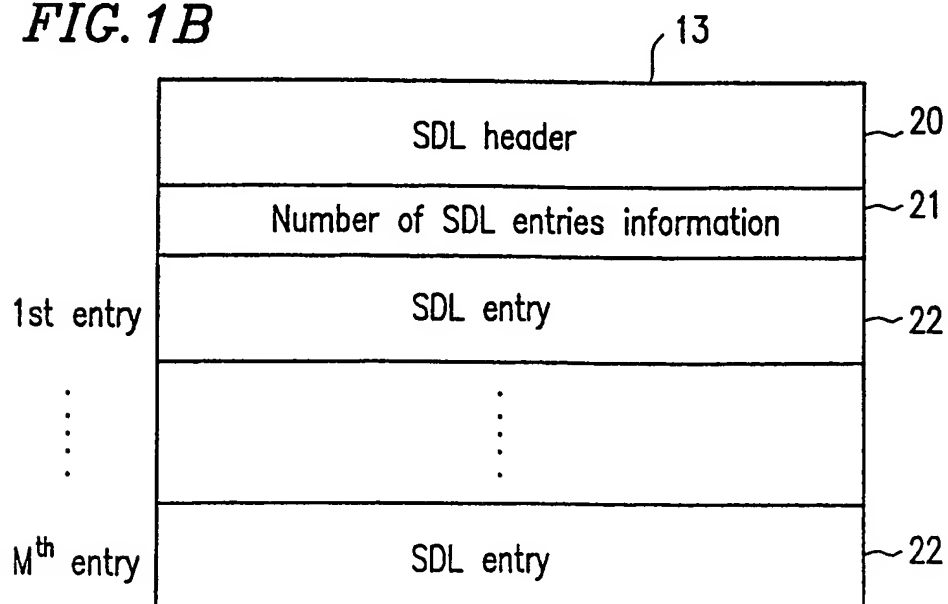 FIG. 1B
13
SDL header
20
Number of SDL entries information
21
1st entry
SDL entry
22
Mth entry
SDL entry
22